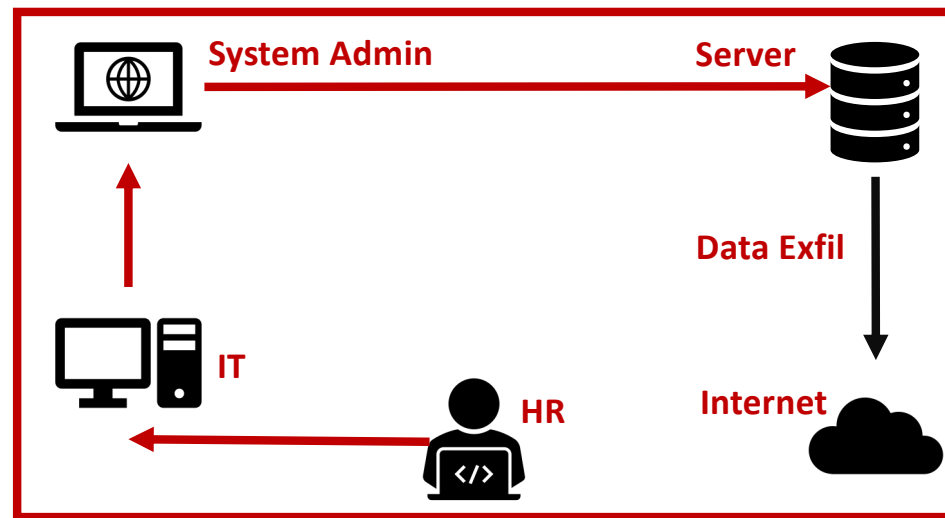 System Admin
Server
Data Exfil
IT
HR
</>
Internet